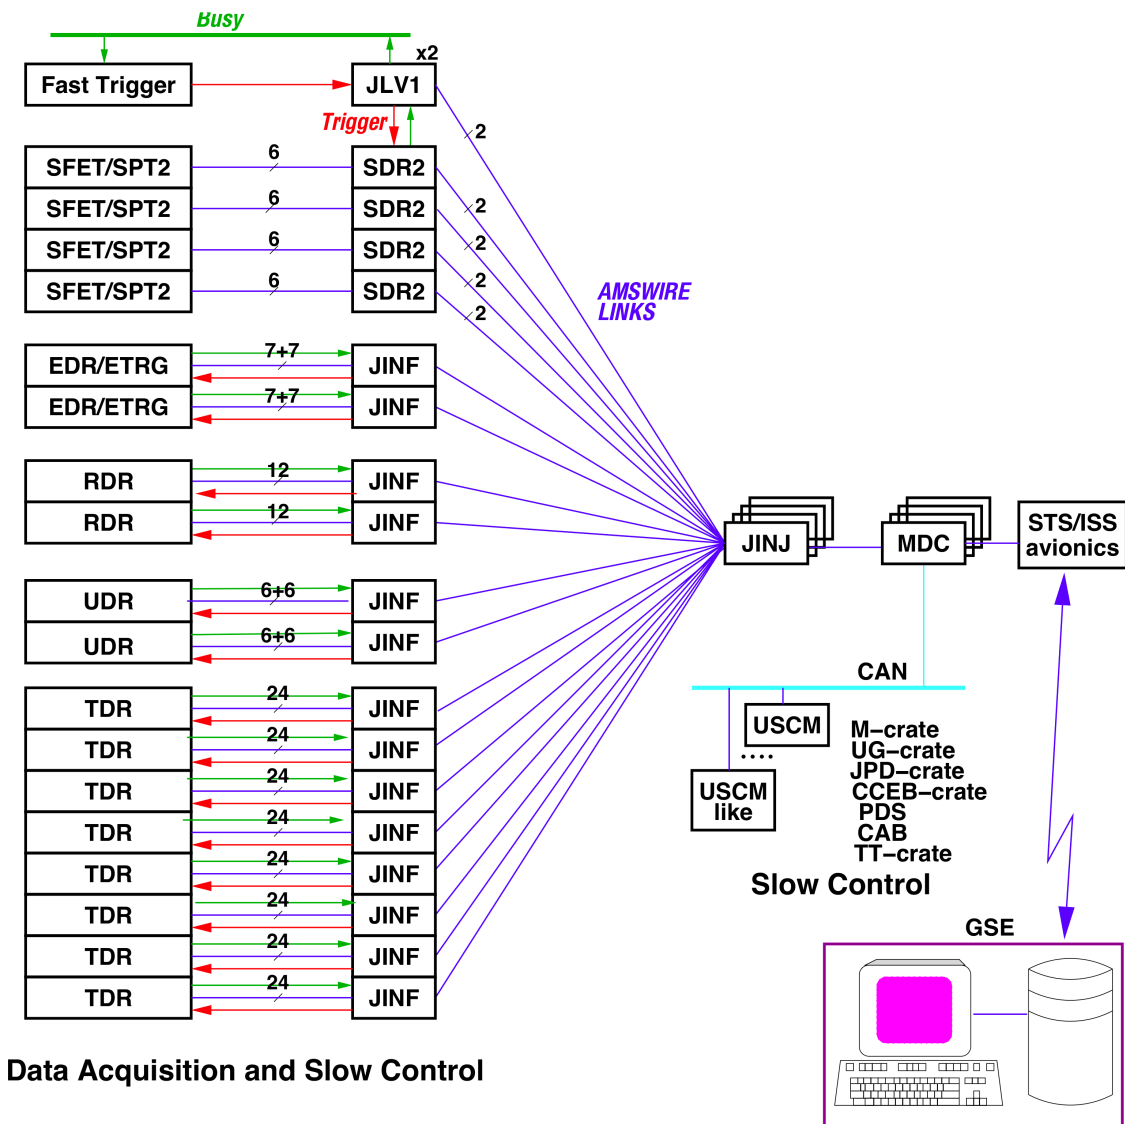 Busy
x2
Fast Trigger
JLV1
Trigger
2
SFET/SPT2
6
SDR2
SFET/SPT2
6
SDR2
2
SFET/SPT2
6
SDR2
2
SFET/SPT2
6
SDR2
2
2
AMSWIRE
LINKS
EDR/ETRG
7+7
JINF
EDR/ETRG
7+7
JINF
RDR
12
JINF
RDR
12
JINF
JINJ
MDC
STS/ISS
avionics
UDR
6+6
JINF
UDR
6+6
JINF
CAN
TDR
24
JINF
TDR
24
JINF
TDR
24
JINF
TDR
24
JINF
TDR
24
JINF
TDR
24
JINF
TDR
24
JINF
TDR
24
JINF
USCM
....
USCM
like
M–crate
UG–crate
JPD–crate
CCEB–crate
PDS
CAB
TT–crate
Slow Control
GSE
Data Acquisition and Slow Control